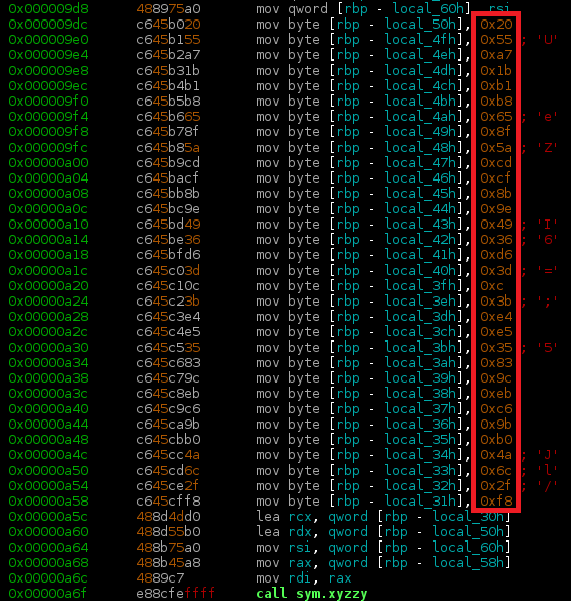 0x000009d8 488975a0 mov qword [rbp - local_60h], rsi
0x000009dc c645b020 mov byte [rbp - local_50h], 0x20
0x000009e0 c645b155 mov byte [rbp - local_4fh], 0x55 ; 'U'
0x000009e4 c645b2a7 mov byte [rbp - local_4eh], 0xa7
0x000009e8 c645b31b mov byte [rbp - local_4dh], 0x1b
0x000009ec c645b4b1 mov byte [rbp - local_4ch], 0xb1
0x000009f0 c645b5b8 mov byte [rbp - local_4bh], 0xb8
0x000009f4 c645b665 mov byte [rbp - local_4ah], 0x65 ; 'e'
0x000009f8 c645b78f mov byte [rbp - local_49h], 0x8f
0x000009fc c645b85a mov byte [rbp - local_48h], 0x5a ; 'Z'
0x00000a00 c645b9cd mov byte [rbp - local_47h], 0xcd
0x00000a04 c645bacf mov byte [rbp - local_46h], 0xcf
0x00000a08 c645bb8b mov byte [rbp - local_45h], 0x8b
0x00000a0c c645bc9e mov byte [rbp - local_44h], 0x9e
0x00000a10 c645bd49 mov byte [rbp - local_43h], 0x49 ; 'I'
0x00000a14 c645be36 mov byte [rbp - local_42h], 0x36 ; '6'
0x00000a18 c645bfd6 mov byte [rbp - local_41h], 0xd6
0x00000a1c c645c03d mov byte [rbp - local_40h], 0x3d ; '='
0x00000a20 c645c10c mov byte [rbp - local_3fh], 0xc
0x00000a24 c645c23b mov byte [rbp - local_3eh], 0x3b ; ';'
0x00000a28 c645c3e4 mov byte [rbp - local_3dh], 0xe4
0x00000a2c c645c4e5 mov byte [rbp - local_3ch], 0xe5
0x00000a30 c645c535 mov byte [rbp - local_3bh], 0x35 ; '5'
0x00000a34 c645c683 mov byte [rbp - local_3ah], 0x83
0x00000a38 c645c79c mov byte [rbp - local_39h], 0x9c
0x00000a3c c645c8eb mov byte [rbp - local_38h], 0xeb
0x00000a40 c645c9c6 mov byte [rbp - local_37h], 0xc6
0x00000a44 c645ca9b mov byte [rbp - local_36h], 0x9b
0x00000a48 c645cbb0 mov byte [rbp - local_35h], 0xb0
0x00000a4c c645cc4a mov byte [rbp - local_34h], 0x4a ; 'J'
0x00000a50 c645cd6c mov byte [rbp - local_33h], 0x6c ; 'l'
0x00000a54 c645ce2f mov byte [rbp - local_32h], 0x2f ; '/'
0x00000a58 c645cff8 mov byte [rbp - local_31h], 0xf8
0x00000a5c 488d4dd0 lea rcx, qword [rbp - local_30h]
0x00000a60 488d55b0 lea rdx, qword [rbp - local_50h]
0x00000a64 488b75a0 mov rsi, qword [rbp - local_60h]
0x00000a68 488b45a8 mov rax, qword [rbp - local_58h]
0x00000a6c 4889c7 mov rdi, rax
0x00000a6f e88cfeffff call sym.xyzzy